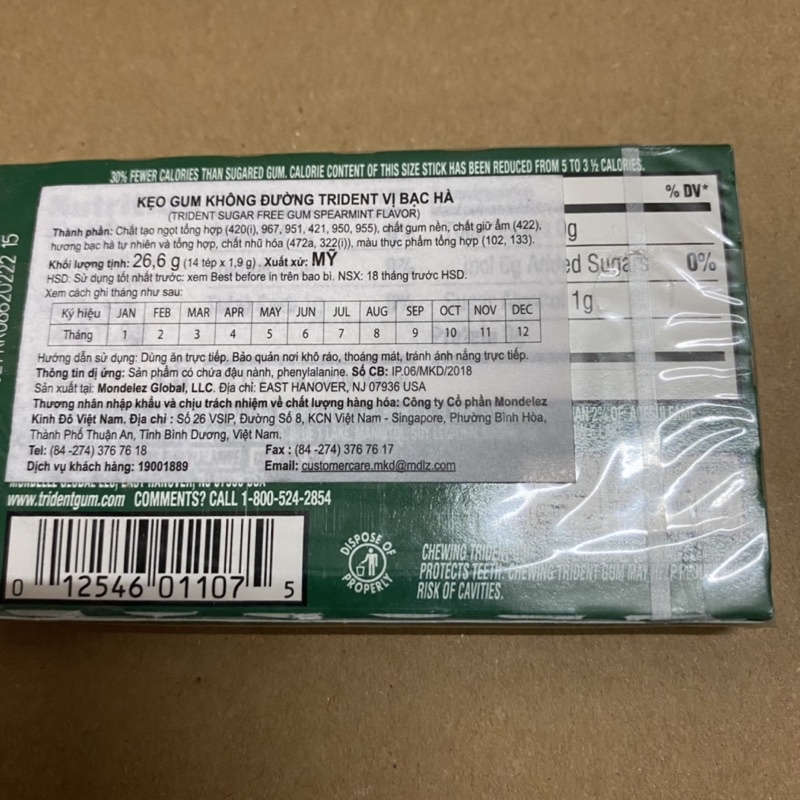 30% FEWER CALORIES THAN SUGARED GUM. CALORIE CONTENT OF THIS SIZE STICK HAS BEEN REDUCED FROM 5 TO 3 ½ CALORIES.
% DV*
0g
ed Sugars 0%
1g
KẸO GUM KHÔNG ĐƯỜNG TRIDENT VỊ BẠC HÀ
(TRIDENT SUGAR FREE GUM SPEARMINT FLAVOR)
Thành phần: Chất tạo ngọt tổng hợp (420(i), 967, 951, 421, 950, 955), chất gum nền, chất giữ ẩm (422),
hương bạc hà tự nhiên và tổng hợp, chất nhũ hóa (472a, 322(i)), màu thực phẩm tổng hợp (102, 133).
Khối lượng tịnh: 26,6 g (14 tép x 1,9 g). Xuất xứ: MỸ
HSD: Sử dụng tốt nhất trước: xem Best before in trên bao bì. NSX: 18 tháng trước HSD.
Xem cách ghi tháng như sau:
Ký hiệu JAN FEB MAR APR MAY JUN JUL AUG SEP OCT NOV DEC
Tháng 1 2 3 4 5 6 7 8 9 10 11 12
Hướng dẫn sử dụng: Dùng ăn trực tiếp. Bảo quản nơi khô ráo, thoáng mát, tránh ánh nắng trực tiếp.
Thông tin dị ứng: Sản phẩm có chứa đậu nành, phenylalanine. Số CB: IP.06/MKD/2018
Sản xuất tại: Mondelez Global, LLC. Địa chỉ: EAST HANOVER, NJ 07936 USA
Thương nhân nhập khẩu và chịu trách nhiệm về chất lượng hàng hóa: Công ty Cổ phần Mondelez
Kinh Đô Việt Nam. Địa chỉ : Số 26 VSIP, Đường Số 8, KCN Việt Nam - Singapore, Phường Bình Hòa,
Thành Phố Thuận An, Tỉnh Bình Dương, Việt Nam.
Tel: (84 -274) 376 76 18 Fax : (84 -274) 376 76 17
Dịch vụ khách hàng: 19001889 Email: customercare.mkd@mdlz.com
www.tridentgum.com COMMENTS? CALL 1-800-524-2854
0 12546 01107 5
DISPOSE OF PROPERLY
CHEWING TRIDENT
PROTECTS TEETH. CHEWING TRIDENT GUM MAY HELP
RISK OF CAVITIES.